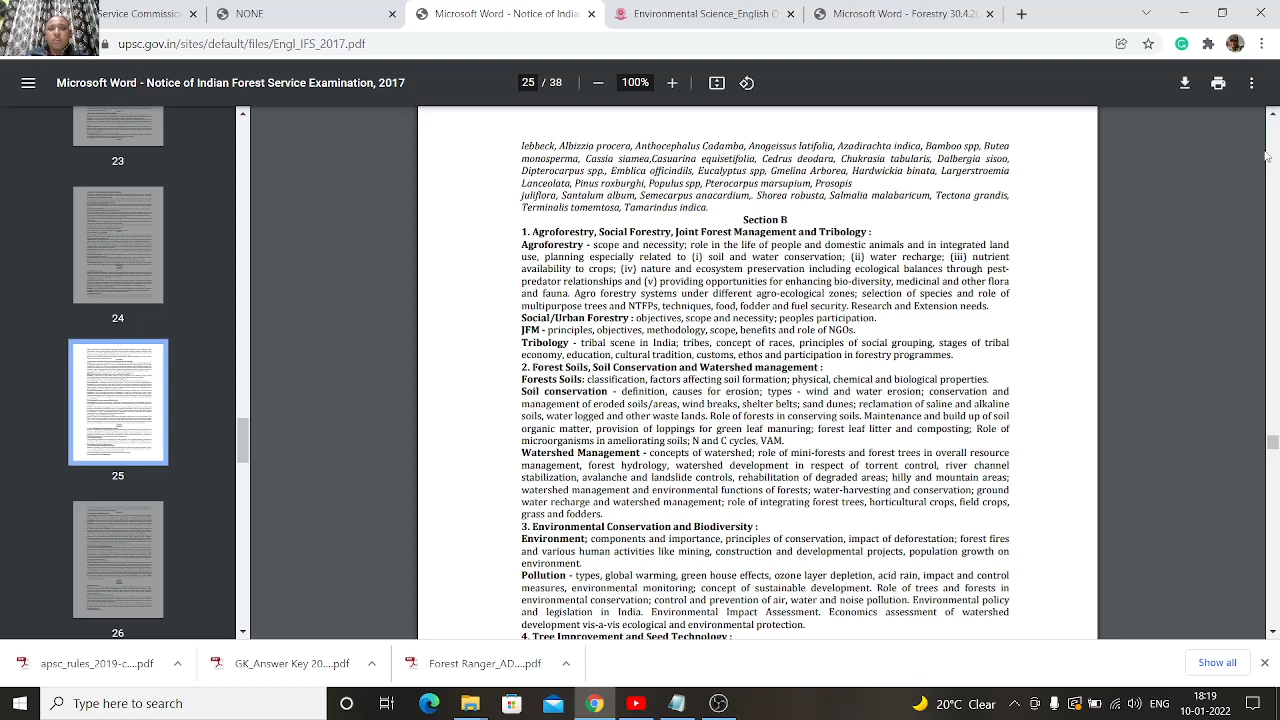 Service Commission
NONE
Microsoft Word - Notice of India
Environmental Science_English O
Microsoft Word - Forestry 30.4.20
upsc.gov.in/sites/default/files/Engl_IFS_2017.pdf
Microsoft Word - Notice of Indian Forest Service Examination, 2017
25 / 38
100%
23
24
25
26
lebbeck, Albizzia procera, Anthocephalus Cadamba, Anogeissus latifolia, Azadirachta indica, Bamboo spp, Butea
monosperma, Cassia siamea,Casuarina equisetifolia, Cedrus deodara, Chukrasia tabularis, Dalbergia sisoo,
Dipterocarpus spp., Emblica officindils, Eucalyptus spp, Gmelina Arborea, Hardwickia binata, Largerstroemia
Lanceolata, Pinus roxburghi, Populus spp, Pterocarpus marsupium, Prosopis
juliflora, Santalum album, Semecarpus anacardium,. Shorea robusta, Salmalia malabaricum, Tectona grandis,
Terminolis tomentosa, Tamarindus indica.
Section B
1. Agroforestry, Social Forestry, Joint Forest Management and Tribology :
Agroforestry - scope and necessity; role in the life of people and domestic animals and in integrated land
use, planning especially related to (i) soil and water conservation; (ii) water recharge; (iii) nutrient
availability to crops; (iv) nature and ecosystem preservation including ecological balances through pest-
predator relationships and (v) providing opportunities for enhancing bio-diversity, medicinal and other flora
and fauna. Agro forestry systems under different agro-ecological zones; selection of species and role of
multipurpose trees and NTFPs, techniques, food, fodder and fuel security. Research and Extension needs.
Social/Urban Forestry : objectives, scope and necessity; peoples participation.
JFM - principles, objectives, methodology, scope, benefits and role of NGOs.
Tribology - tribal scene in India; tribes, concept of races, principles of social grouping, stages of tribal
economy, education, cultural tradition, customs, ethos and participation in forestry programmes.
2. Forest Soils, Soil Conservation and Watershed management :
Forests Soils: classification, factors affecting soil formation; physical, chemical and biological properties.
Soil conservation - definition, causes for erosion; types - wind and water erosion; conservation and
management of eroded soils/areas, wind breaks, shelter belts; sand dunes; reclamation of saline and alkaline
soils, water logged and other waste lands. Role of forests in conserving soils. Maintenance and build up of soil
organic matter, provision of loppings for green leaf manuring; forest leaf litter and composting; Role of
microorganisms in ameliorating soils; N and C cycles, VAM.
Watershed Management - concepts of watershed; role of mini-forests and forest trees in overall resource
management, forest hydrology, watershed development in respect of torrent control, river channel
stabilization, avalanche and landslide controls, rehabilitation of degraded areas; hilly and mountain areas;
watershed management and environmental functions of forests; water-harvesting and conservation; ground
water recharge and watershed management; role of integrating forest trees, horticultural crops, field crops,
grass and fodders.
3. Environmental Conservation and Biodiversity :
Environment; components and importance, principles of conservation, impact of deforestation; forest fires
and various human activities like mining, construction and developmental projects, population growth on
environment.
Pollution - types, global warming, green house effects, ozone layer depletion, acid rain, impact and control
measures, environmental monitoring; concept of sustainable development. Role of trees and forests in
environmental conservation; control and prevention of air, water and noise pollution. Environmental policy
and legislation in India. Environmental Impact Assessment. Economics assessment of watershed
development vis-a-vis ecological and environmental protection.
4. Tree Improvement and Seed Technology :
apsc_rules_2019-c....pdf
GK_Answer Key 20....pdf
Forest Ranger_AD....pdf
Show all
Type here to search
20°C Clear
ENG
18:19
10-01-2022